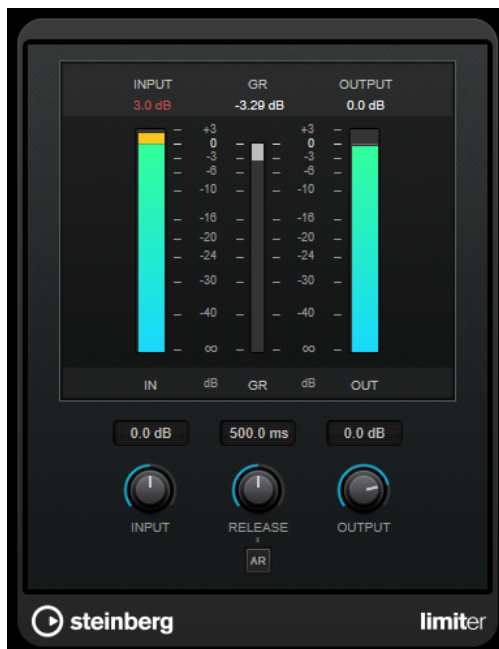 INPUT GR OUTPUT
3.0 dB -3.29 dB 0.0 dB
+3 +3
0 0
-3 -3
-6 -6
-10 -10
-16 -16
-20 -20
-24 -24
-30 -30
-40 -40
∞ ∞
IN dB GR dB OUT
0.0 dB 500.0 ms 0.0 dB
INPUT RELEASE OUTPUT
AR
steinberg limiter